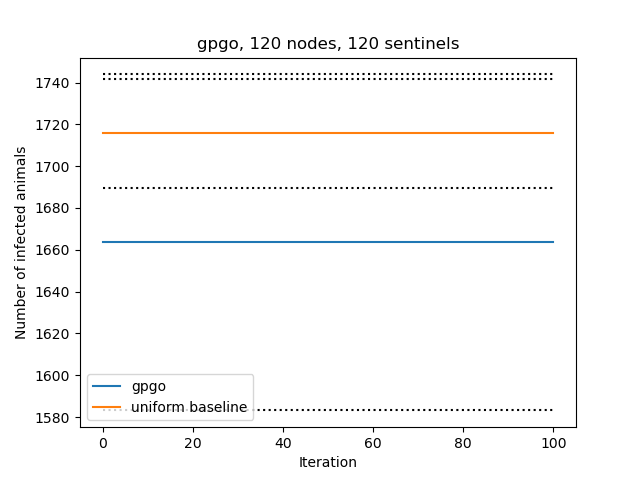 gpgo, 120 nodes, 120 sentinels
Number of infected animals
1740
1720
1700
1680
1660
1640
1620
1600
1580
gpgo
uniform baseline
0 20 40 60 80 100
Iteration